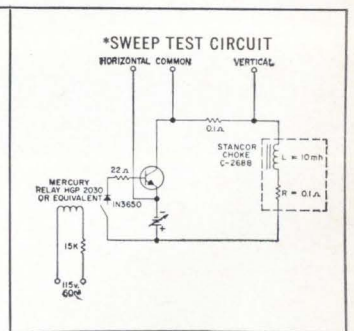 *SWEEP TEST CIRCUIT
HORIZONTAL COMMON VERTICAL
0.1Ω
STANCOR
CHOKE
C-2688
L = 10mh
R = 0.1Ω
22Ω
MERCURY
RELAY HGP 2030
OR EQUIVALENT
1N3650
15K
115v.
60~